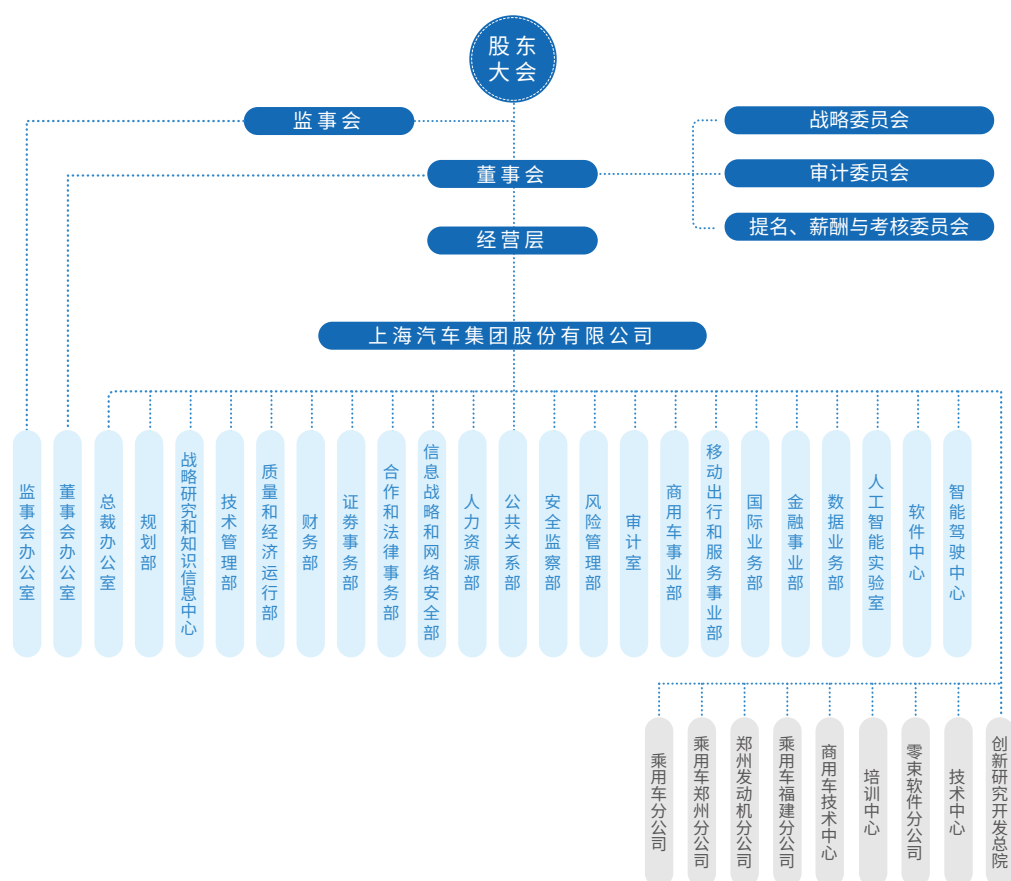 股东
大会
监事会
战略委员会
董事会
审计委员会
提名、薪酬与考核委员会
经营层
上海汽车集团股份有限公司
监事会办公室
董事会办公室
总裁办公室
规划部
战略研究和知识信息中心
技术管理部
质量和经济运行部
财务部
证券事务部
合作和法律事务部
信息战略和网络安全部
人力资源部
公共关系部
安全监察部
风险管理部
审计室
商用车事业部
移动出行和服务事业部
国际业务部
金融事业部
数据业务部
人工智能实验室
软件中心
智能驾驶中心
乘用车分公司
乘用车郑州分公司
郑州发动机分公司
乘用车福建分公司
商用车技术中心
培训中心
零束软件分公司
技术中心
创新研究开发总院